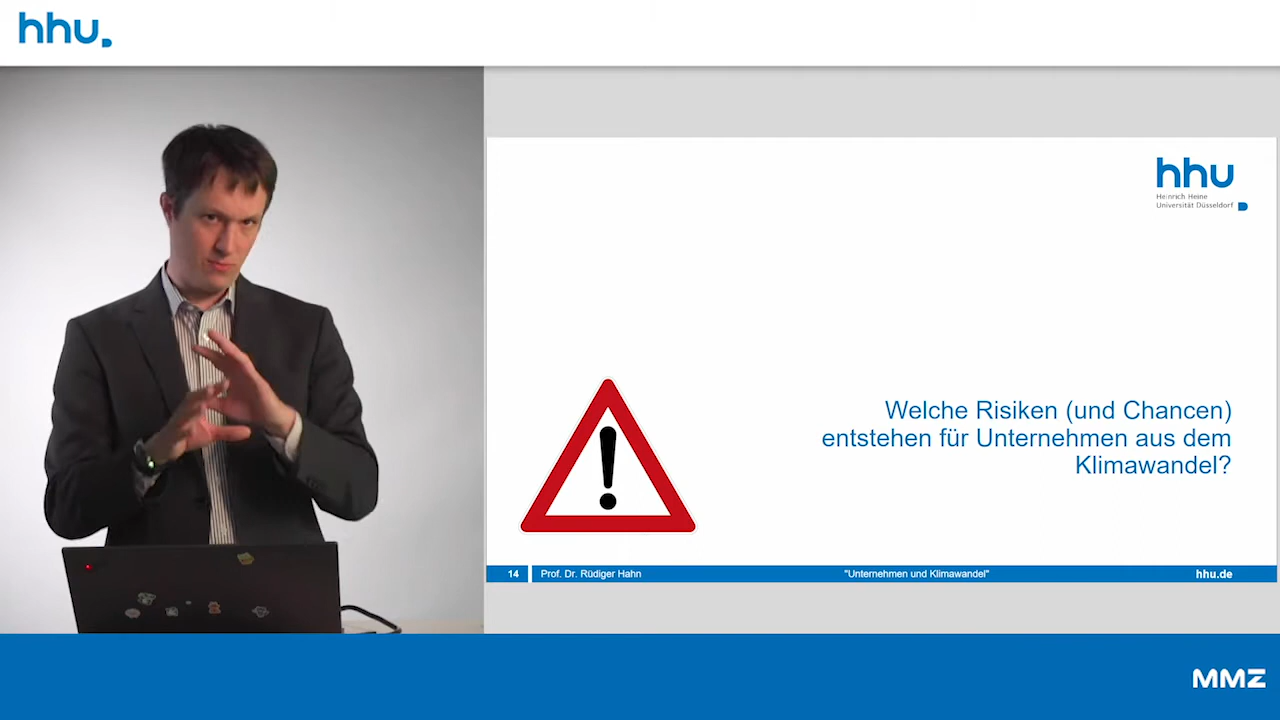 hhu.
hhu
Heinrich Heine
Universität Düsseldorf
Welche Risiken (und Chancen)
entstehen für Unternehmen aus dem
Klimawandel?
14
Prof. Dr. Rüdiger Hahn
"Unternehmen und Klimawandel"
hhu.de
MMZ